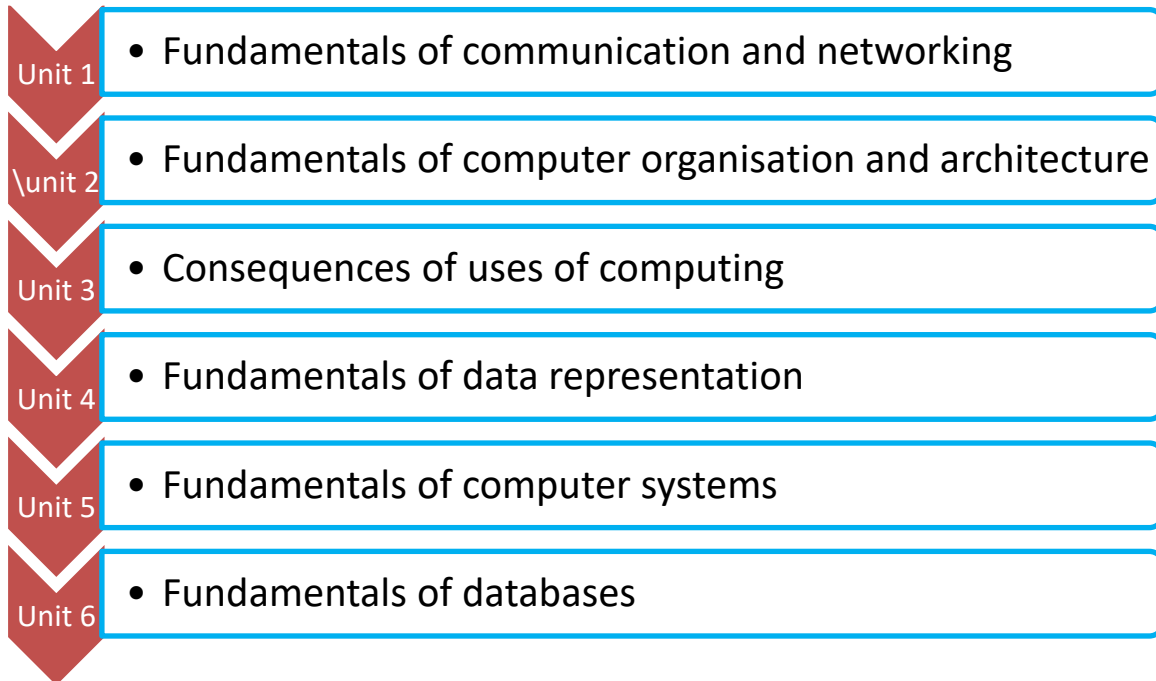 Unit 1
• Fundamentals of communication and networking
\unit 2
• Fundamentals of computer organisation and architecture
Unit 3
• Consequences of uses of computing
Unit 4
• Fundamentals of data representation
Unit 5
• Fundamentals of computer systems
Unit 6
• Fundamentals of databases